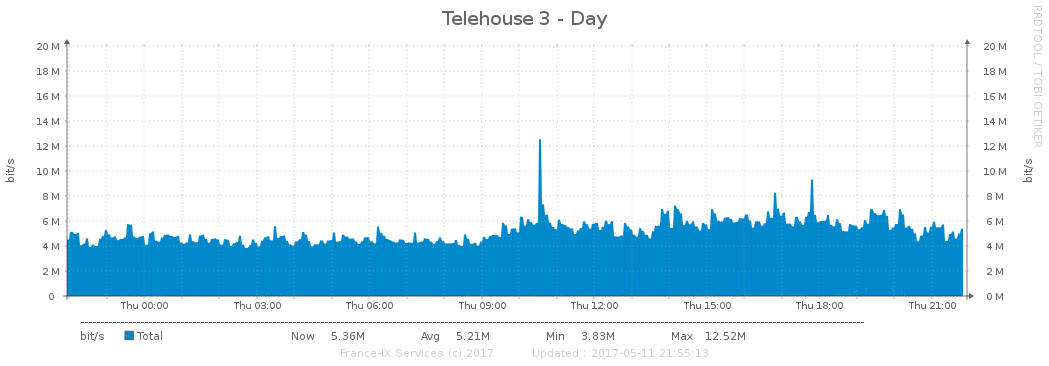 Telehouse 3 - Day
RRDTOOL / TOBI OETIKER
bit/s
20 M
18 M
16 M
14 M
12 M
10 M
8 M
6 M
4 M
2 M
0
20 M
18 M
16 M
14 M
12 M
10 M
8 M
6 M
4 M
2 M
0 M
bit/s
Thu 00:00 Thu 03:00 Thu 06:00 Thu 09:00 Thu 12:00 Thu 15:00 Thu 18:00 Thu 21:00
bit/s Total Now 5.36M Avg 5.21M Min 3.83M Max 12.52M
France-IX Services (c) 2017 Updated : 2017-05-11 21:55:13